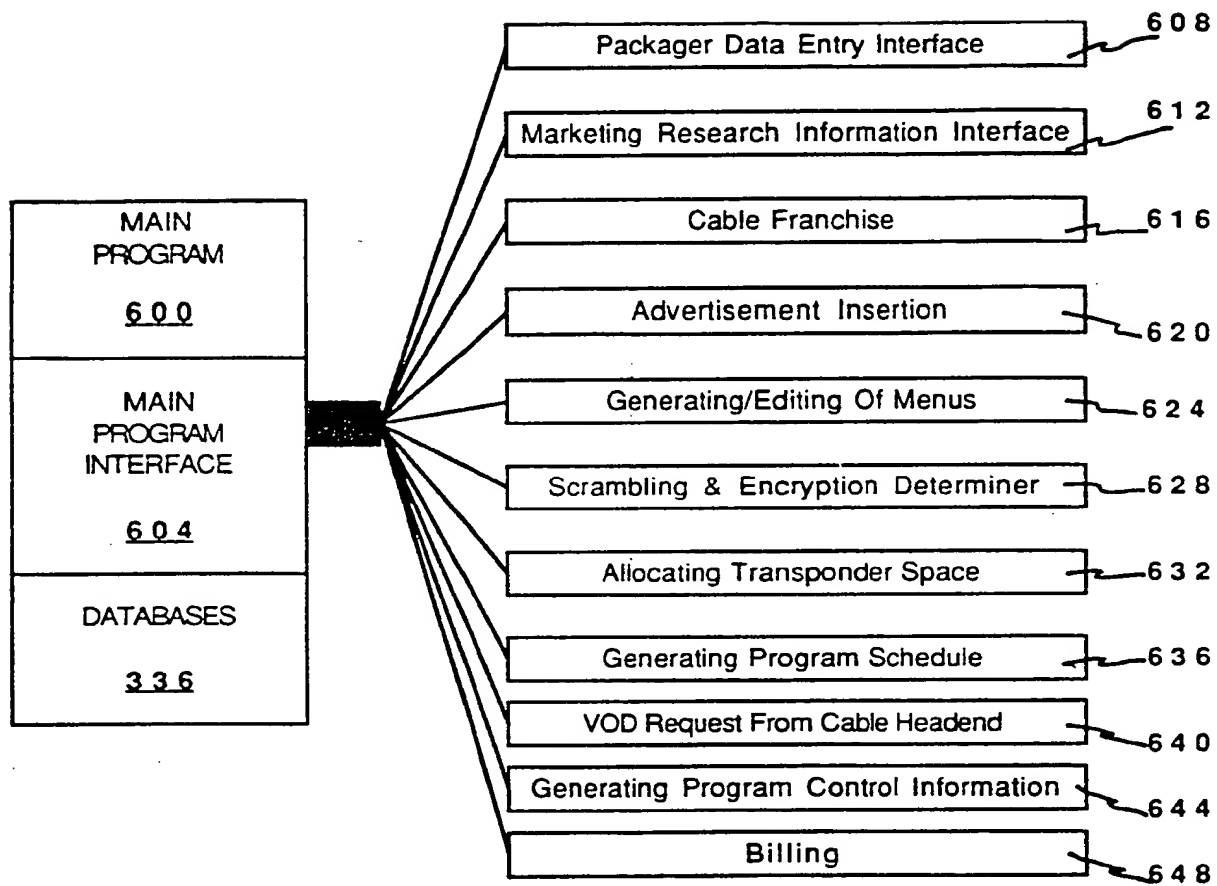 MAIN
PROGRAM
600
MAIN
PROGRAM
INTERFACE
604
DATABASES
336
Packager Data Entry Interface
608
Marketing Research Information Interface
612
Cable Franchise
616
Advertisement Insertion
620
Generating/Editing Of Menus
624
Scrambling & Encryption Determiner
628
Allocating Transponder Space
632
Generating Program Schedule
636
VOD Request From Cable Headend
640
Generating Program Control Information
644
Billing
648